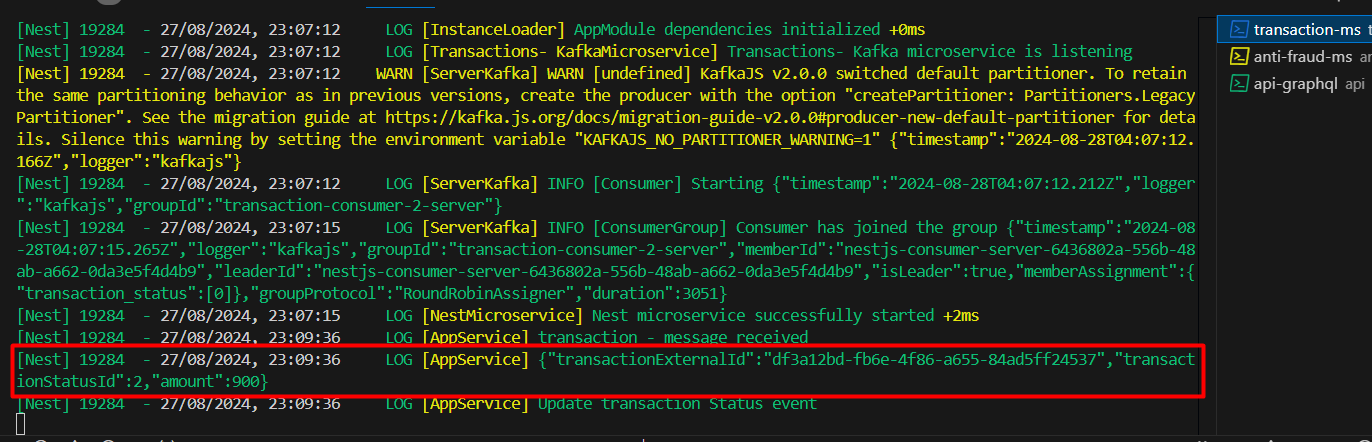 [Nest] 19284  - 27/08/2024, 23:07:12     LOG [InstanceLoader] AppModule dependencies initialized +0ms
[Nest] 19284  - 27/08/2024, 23:07:12     LOG [Transactions- KafkaMicroservice] Transactions- Kafka microservice is listening
[Nest] 19284  - 27/08/2024, 23:07:12    WARN [ServerKafka] WARN [undefined] KafkaJS v2.0.0 switched default partitioner. To retain
the same partitioning behavior as in previous versions, create the producer with the option "createPartitioner: Partitioners.Legacy
Partitioner". See the migration guide at https://kafka.js.org/docs/migration-guide-v2.0.0#producer-new-default-partitioner for deta
ils. Silence this warning by setting the environment variable "KAFKAJS_NO_PARTITIONER_WARNING=1" {"timestamp":"2024-08-28T04:07:12.
166Z","logger":"kafkajs"}
[Nest] 19284  - 27/08/2024, 23:07:12     LOG [ServerKafka] INFO [Consumer] Starting {"timestamp":"2024-08-28T04:07:12.212Z","logger
":"kafkajs","groupId":"transaction-consumer-2-server"}
[Nest] 19284  - 27/08/2024, 23:07:15     LOG [ServerKafka] INFO [ConsumerGroup] Consumer has joined the group {"timestamp":"2024-08
-28T04:07:15.265Z","logger":"kafkajs","groupId":"transaction-consumer-2-server","memberId":"nestjs-consumer-server-6436802a-556b-48
ab-a662-0da3e5f4d4b9","leaderId":"nestjs-consumer-server-6436802a-556b-48ab-a662-0da3e5f4d4b9","isLeader":true,"memberAssignment":{
"transaction_status":[0]},"groupProtocol":"RoundRobinAssigner","duration":3051}
[Nest] 19284  - 27/08/2024, 23:07:15     LOG [NestMicroservice] Nest microservice successfully started +2ms
[Nest] 19284  - 27/08/2024, 23:09:36     LOG [AppService] transaction - message received
[Nest] 19284  - 27/08/2024, 23:09:36     LOG [AppService] {"transactionExternalId":"df3a12bd-fb6e-4f86-a655-84ad5ff24537","transact
ionStatusId":2,"amount":900}
[Nest] 19284  - 27/08/2024, 23:09:36     LOG [AppService] Update transaction Status event
transaction-ms
anti-fraud-ms
api-graphql api